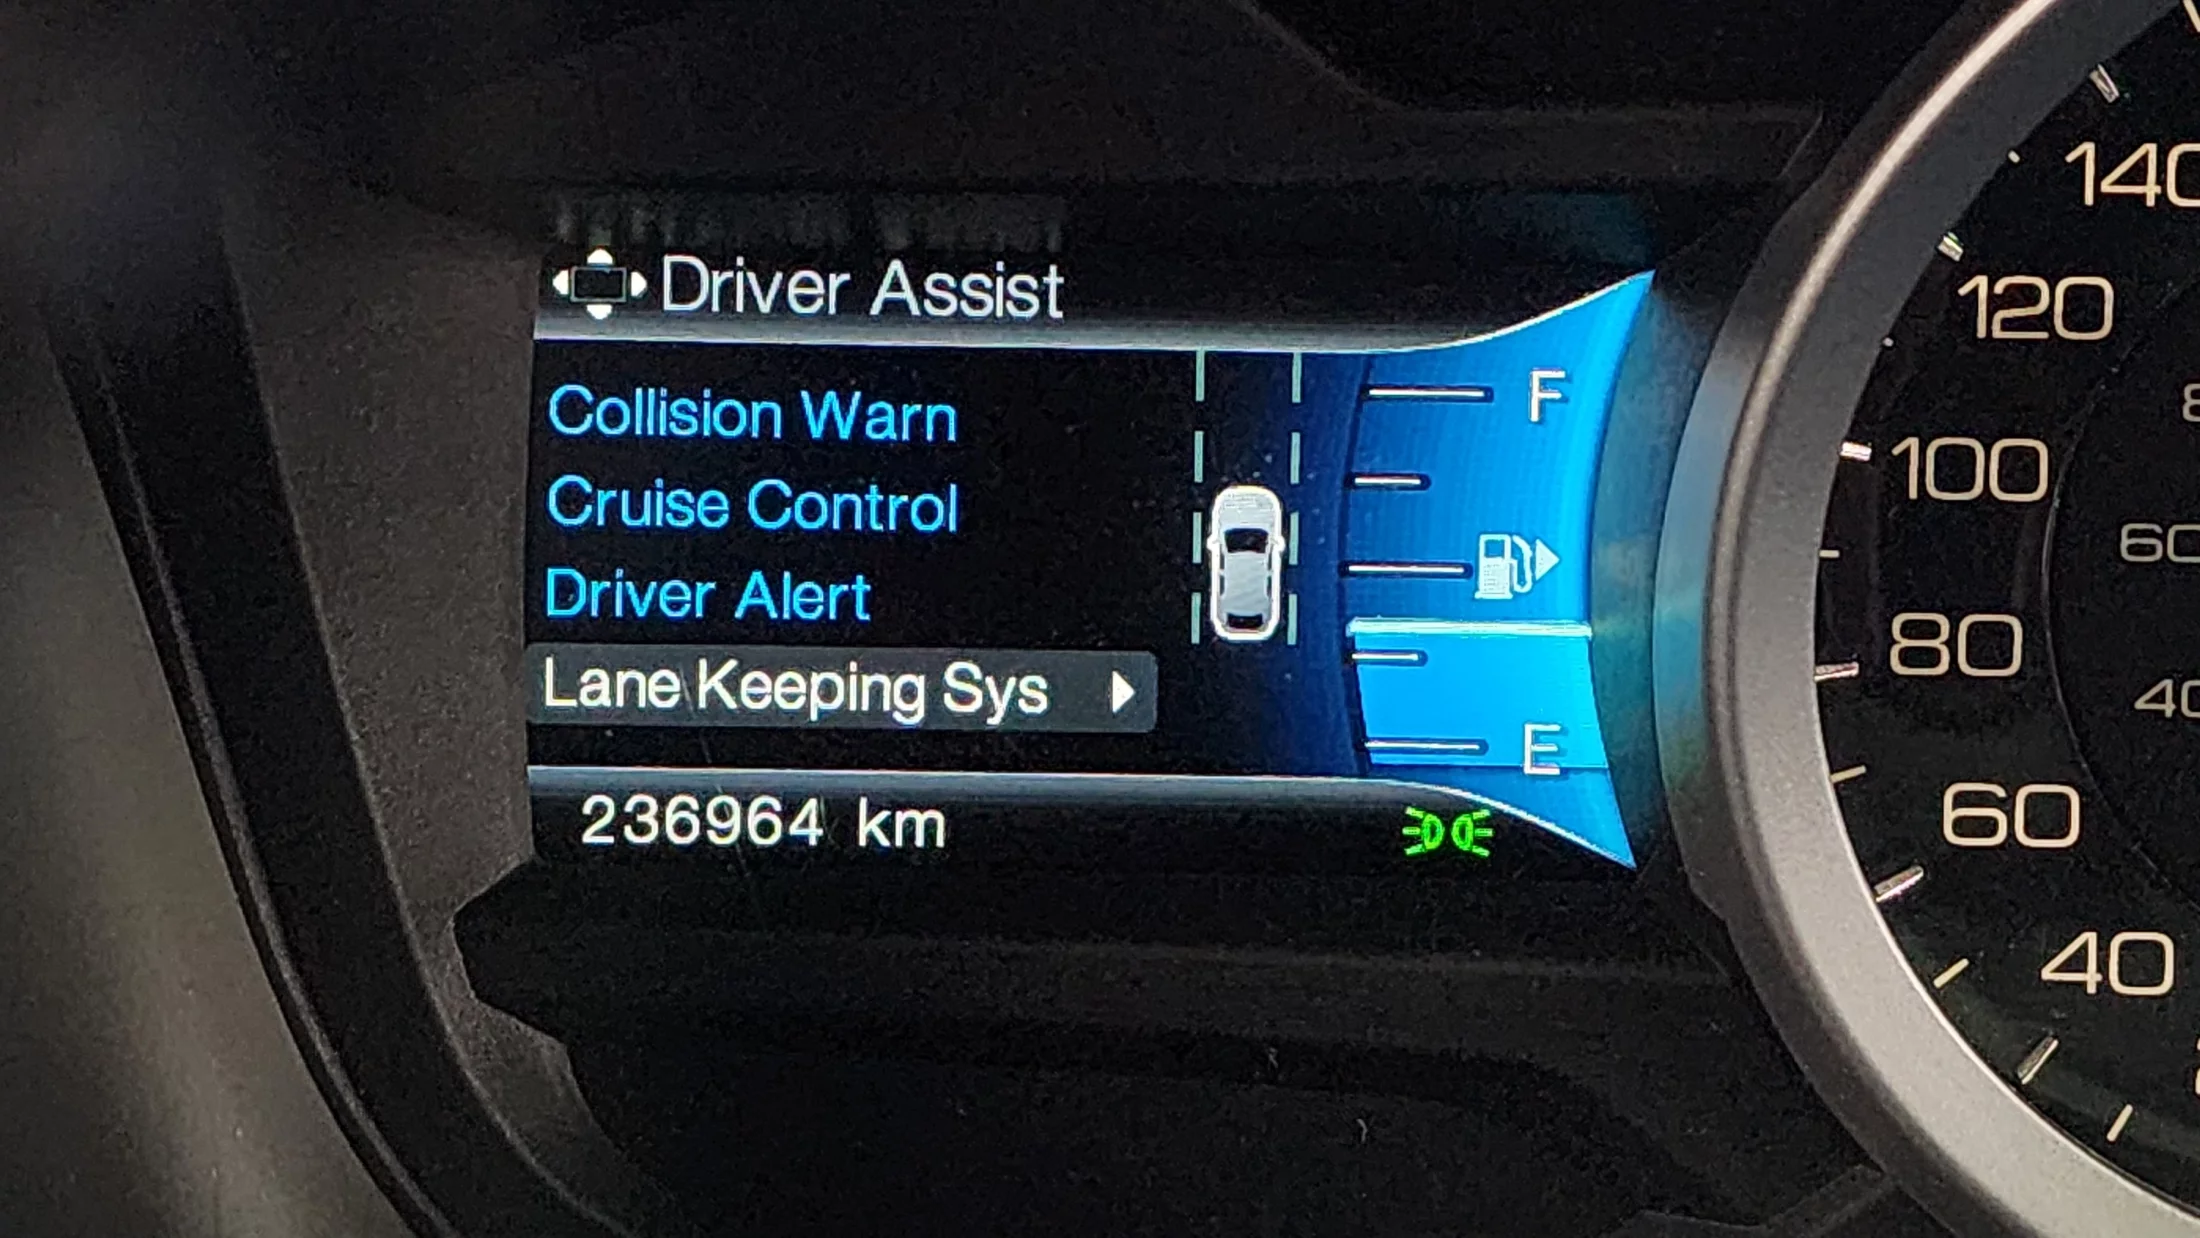 Driver Assist
Collision Warn
Cruise Control
Driver Alert
Lane Keeping Sys
236964 km
F
E
140
120
100
80
60
40
60